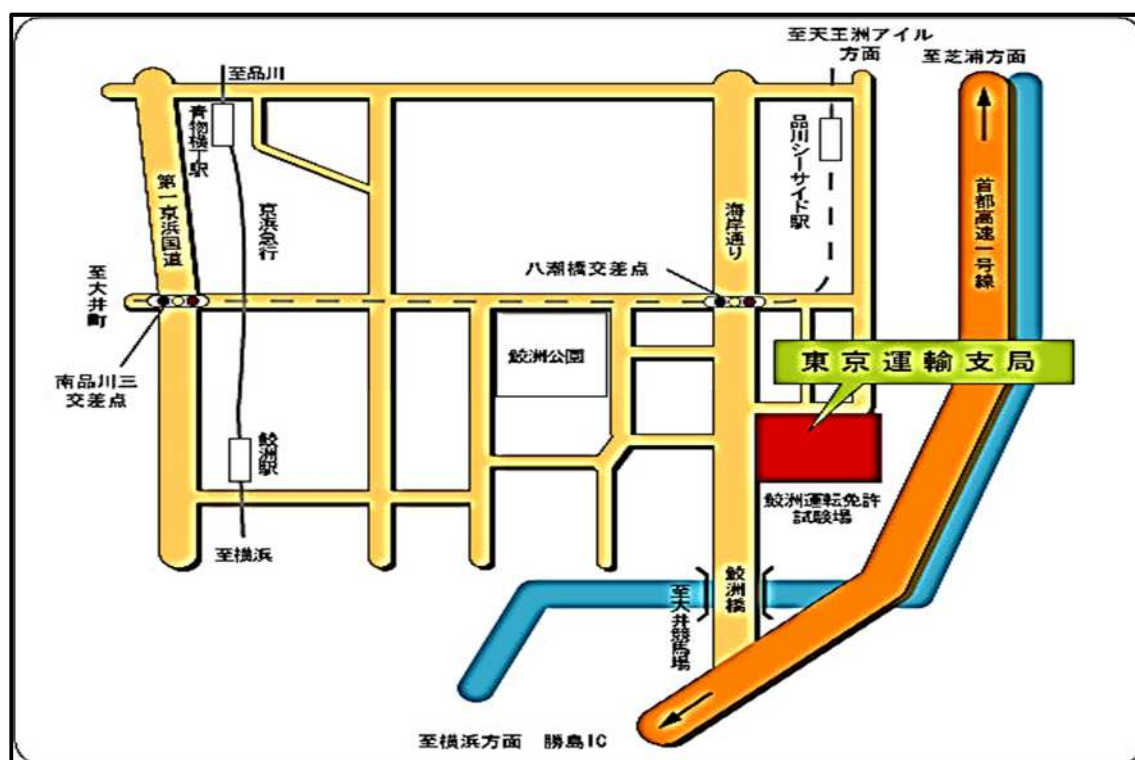 至天王洲アイル
方面
至芝浦方面
至品川
青物横丁駅
品川シーサイド駅
第一京浜国道
京浜急行
海岸通り
首都高速一号線
八潮橋交差点
至大井町
鮫洲公園
東京運輸支局
南品川三
交差点
鮫洲駅
鮫洲運転免許
試験場
至横浜
鮫洲橋
至大井競馬場
至横浜方面 勝島IC